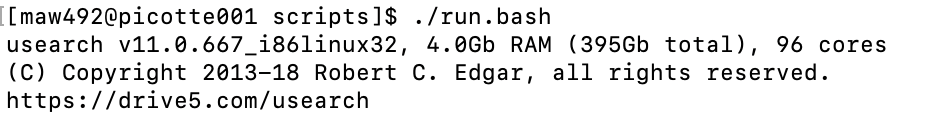 [[maw492@picotte001 scripts]$ ./run.bash
usearch v11.0.667_i86linux32, 4.0Gb RAM (395Gb total), 96 cores
(C) Copyright 2013-18 Robert C. Edgar, all rights reserved.
https://drive5.com/usearch